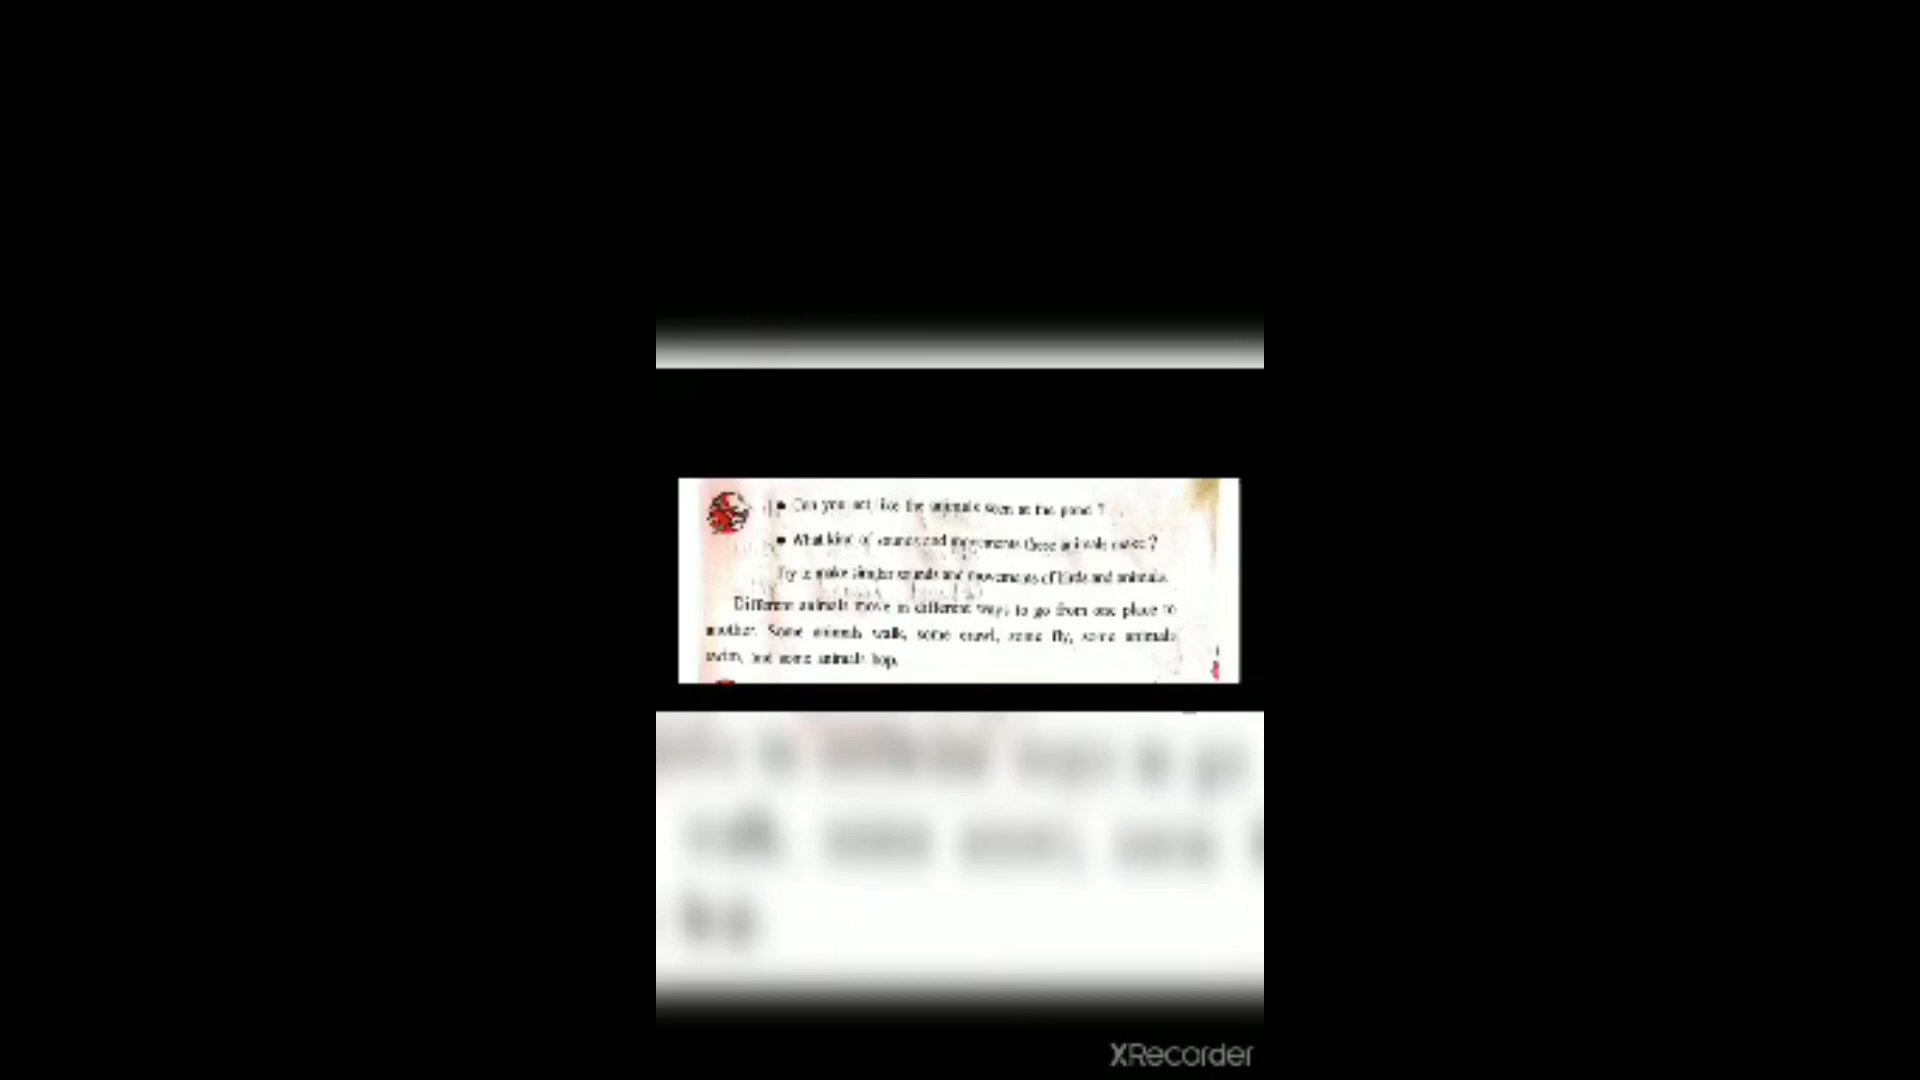 • Can you act like the animals seen at the pond ?
• What kind of sounds and movements these animals make ?
Try to make similar sounds and movements of birds and animals.
Different animals move in different ways to go from one place to
another. Some animals walk, some crawl, some fly, some animals
swim, and some animals hop.
XRecorder